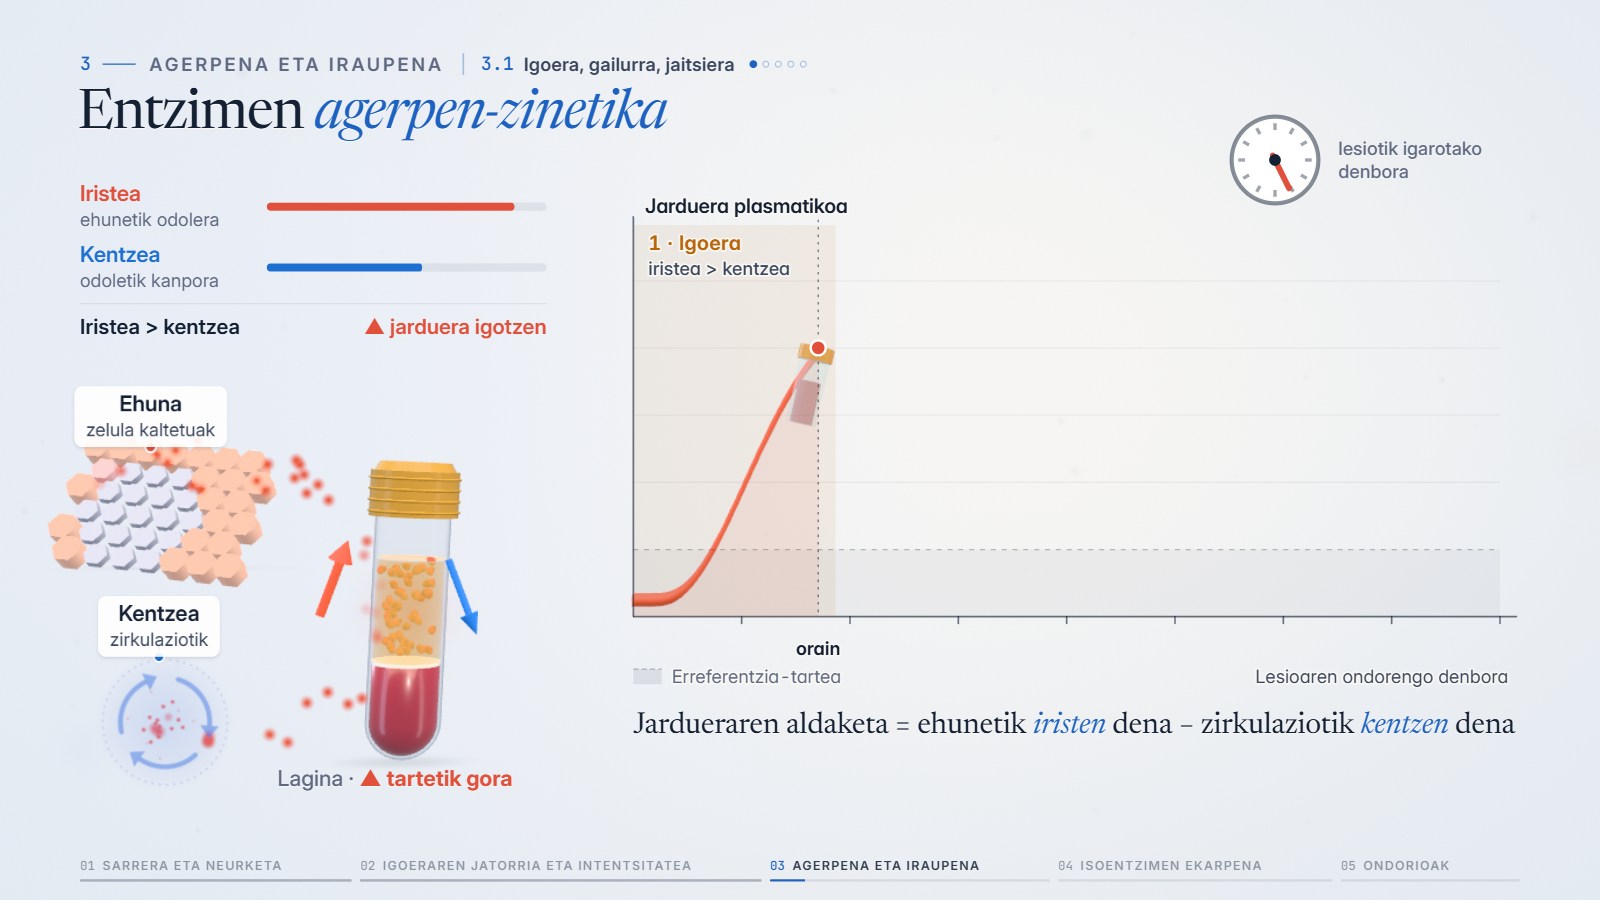 3 — AGERPENA ETA IRAUPENA | 3.1 Igoera, gailurra, jaitsiera
Entzimen agerpen-zinetika
lesiotik igarotako
denbora
Iristea
ehunetik odolera
Kentzea
odoletik kanpora
Iristea > kentzea ▲ jarduera igotzen
Jarduera plasmatikoa
1 · Igoera
iristea > kentzea
Ehuna
zelula kaltetuak
Kentzea
zirkulaziotik
Lagina · ▲ tartetik gora
orain
Erreferentzia-tartea
Lesioaren ondorengo denbora
Jardueraren aldaketa = ehunetik iristen dena – zirkulaziotik kentzen dena
01 SARRERA ETA NEURKETA
02 IGOERAREN JATORRIA ETA INTENTSITATEA
03 AGERPENA ETA IRAUPENA
04 ISOENTZIMEN EKARPENA
05 ONDORIOAK